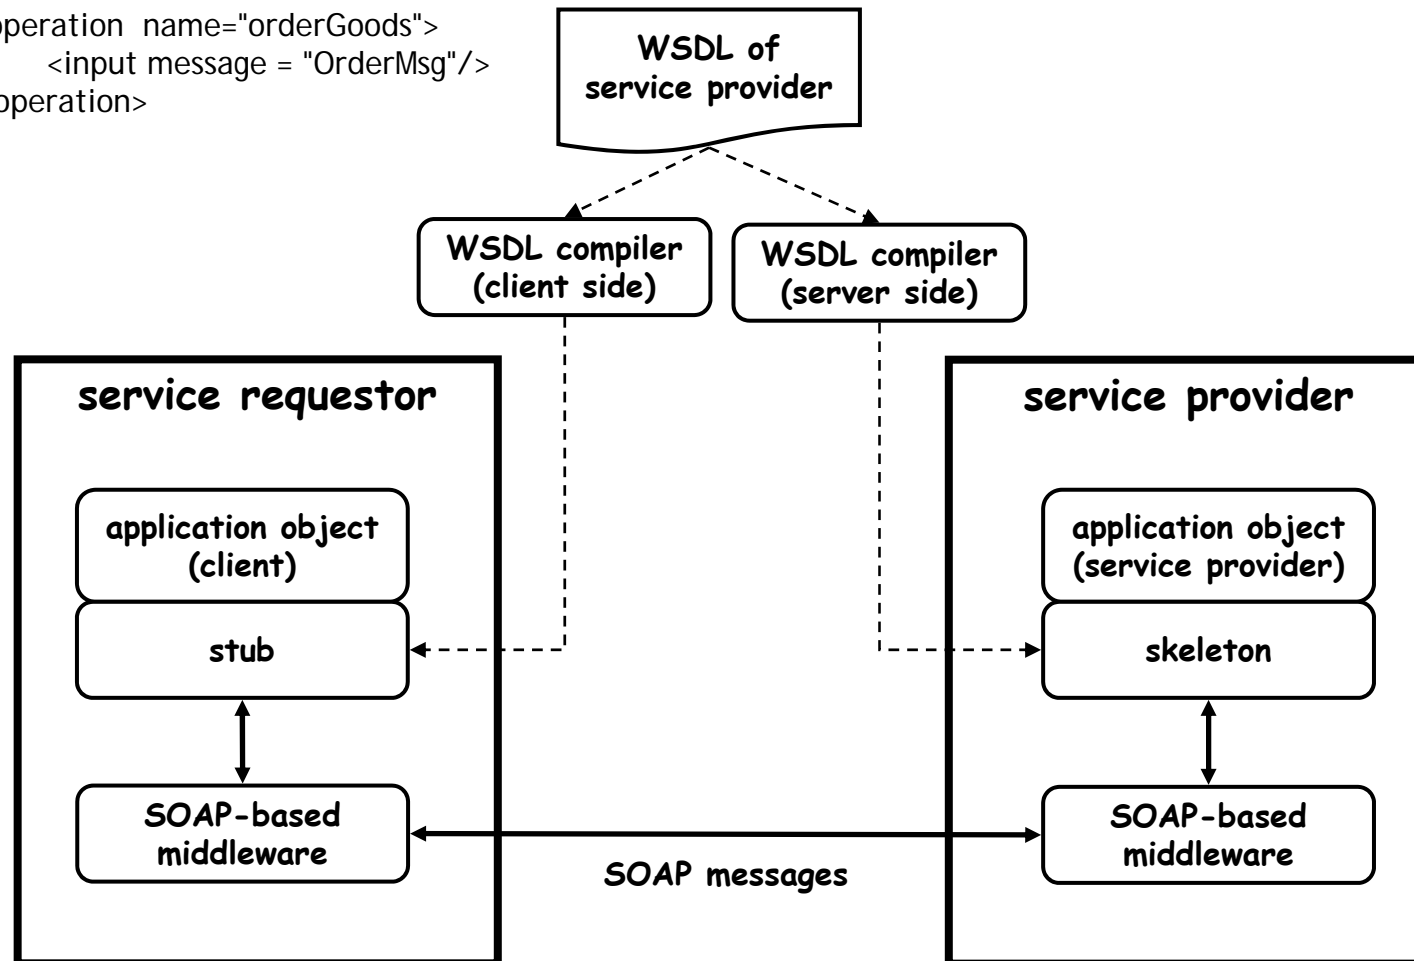 operation name="orderGoods">
<input message = "OrderMsg"/>
operation>
WSDL of
service provider
WSDL compiler
(client side)
WSDL compiler
(server side)
service requestor
service provider
application object
(client)
stub
application object
(service provider)
skeleton
SOAP-based
middleware
SOAP messages
SOAP-based
middleware